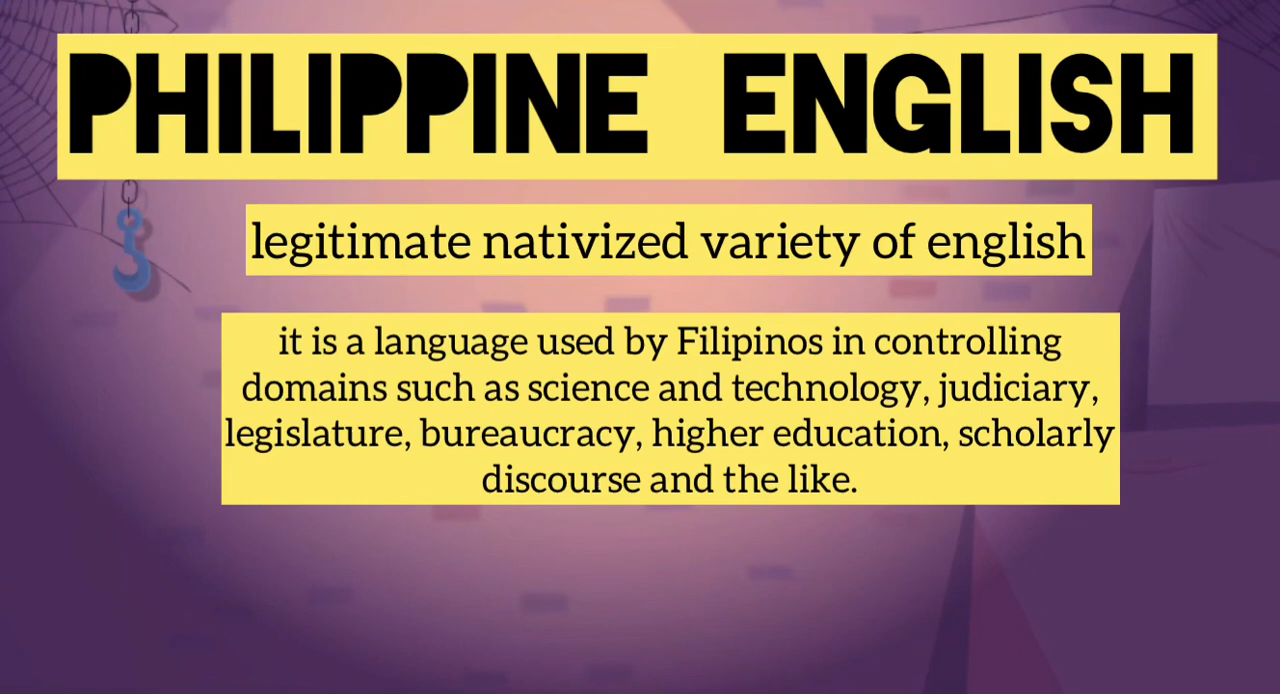 PHILIPPINE ENGLISH
legitimate nativized variety of english
it is a language used by Filipinos in controlling
domains such as science and technology, judiciary,
legislature, bureaucracy, higher education, scholarly
discourse and the like.